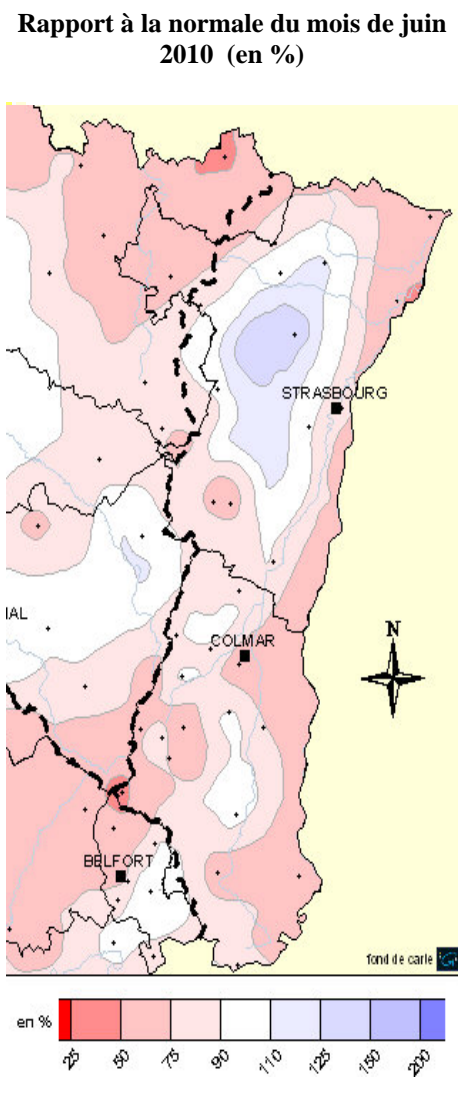 Rapport à la normale du mois de juin
2010 (en %)
STRASBOURG
NAL
N
COLMAR
BELFORT
fond de carte
en %
25 50 75 90 110 125 150 200